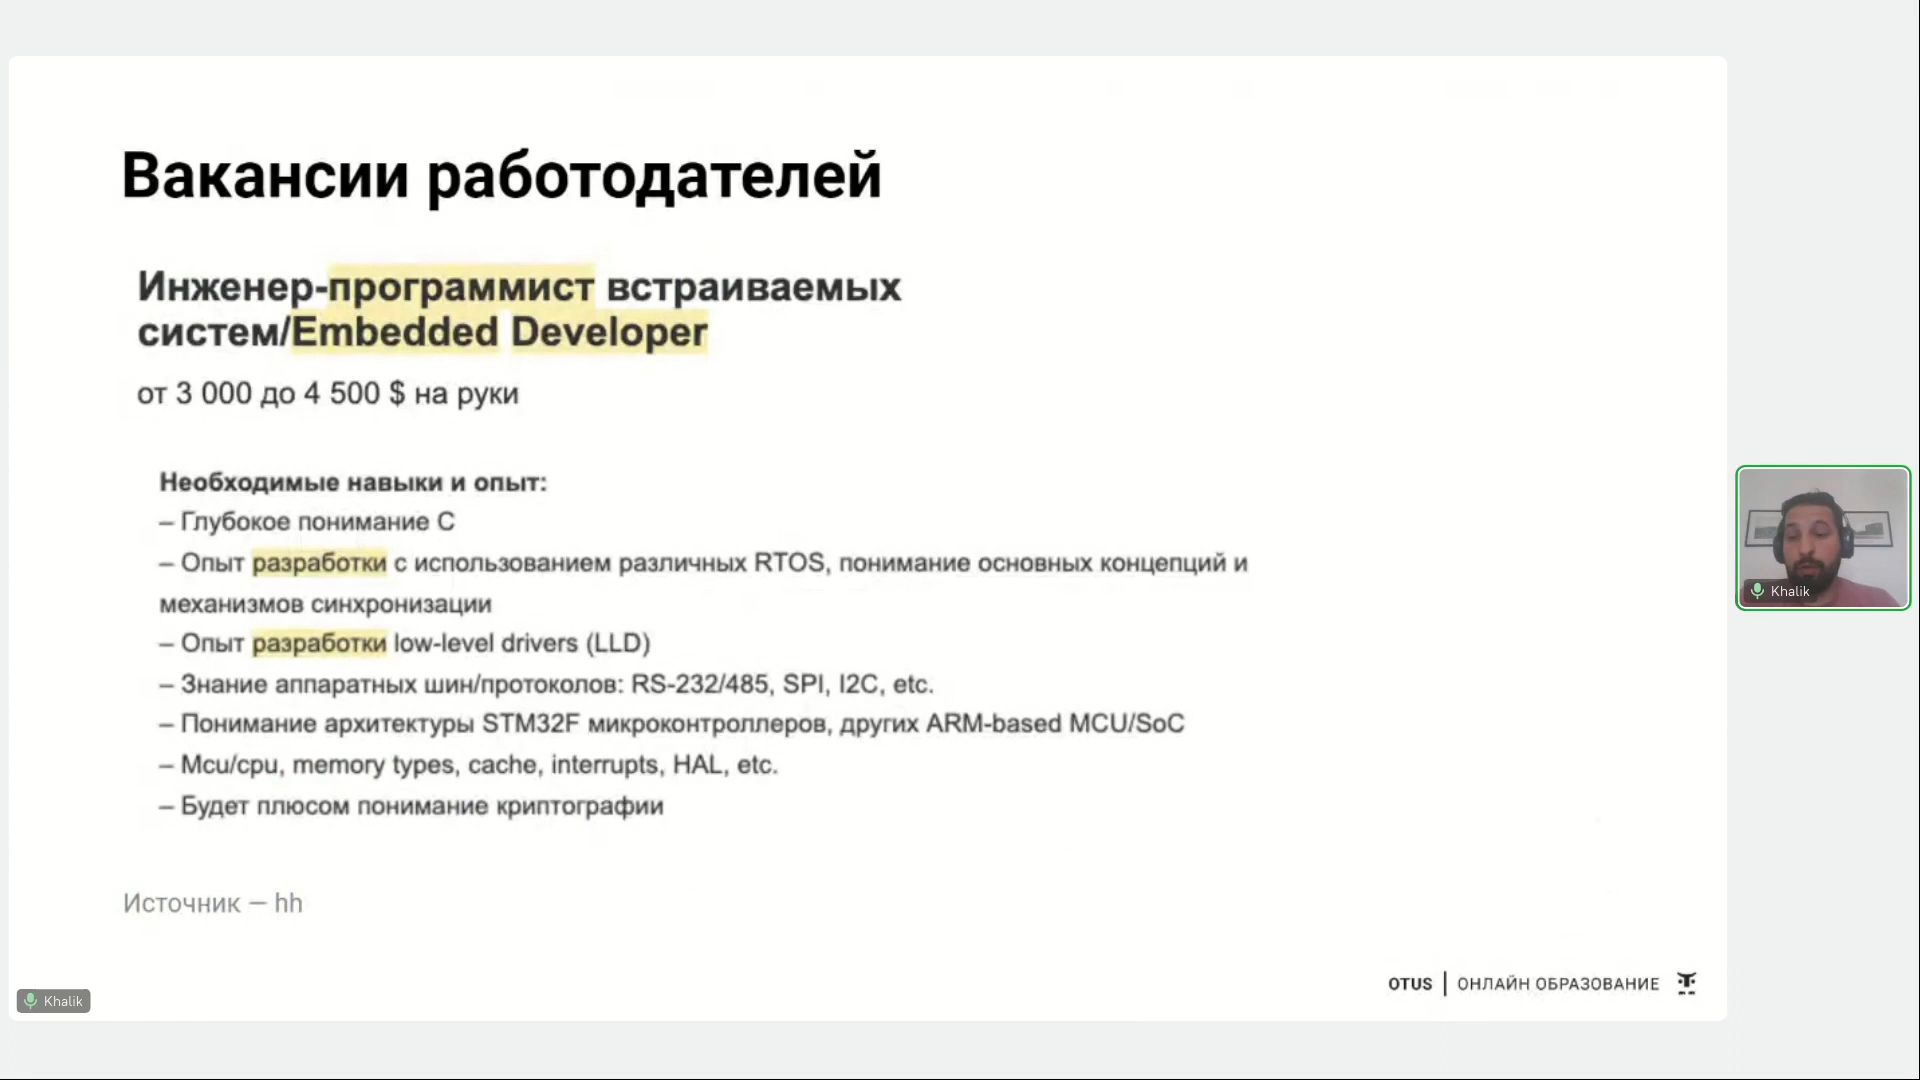 Вакансии работодателей
Инженер-программист встраиваемых
систем/Embedded Developer
от 3 000 до 4 500 $ на руки
Необходимые навыки и опыт:
– Глубокое понимание С
– Опыт разработки с использованием различных RTOS, понимание основных концепций и
механизмов синхронизации
– Опыт разработки low-level drivers (LLD)
– Знание аппаратных шин/протоколов: RS-232/485, SPI, I2C, etc.
– Понимание архитектуры STM32F микроконтроллеров, других ARM-based MCU/SoC
– Mcu/cpu, memory types, cache, interrupts, HAL, etc.
– Будет плюсом понимание криптографии
Источник — hh
OTUS | ОНЛАЙН ОБРАЗОВАНИЕ
Khalik
Khalik